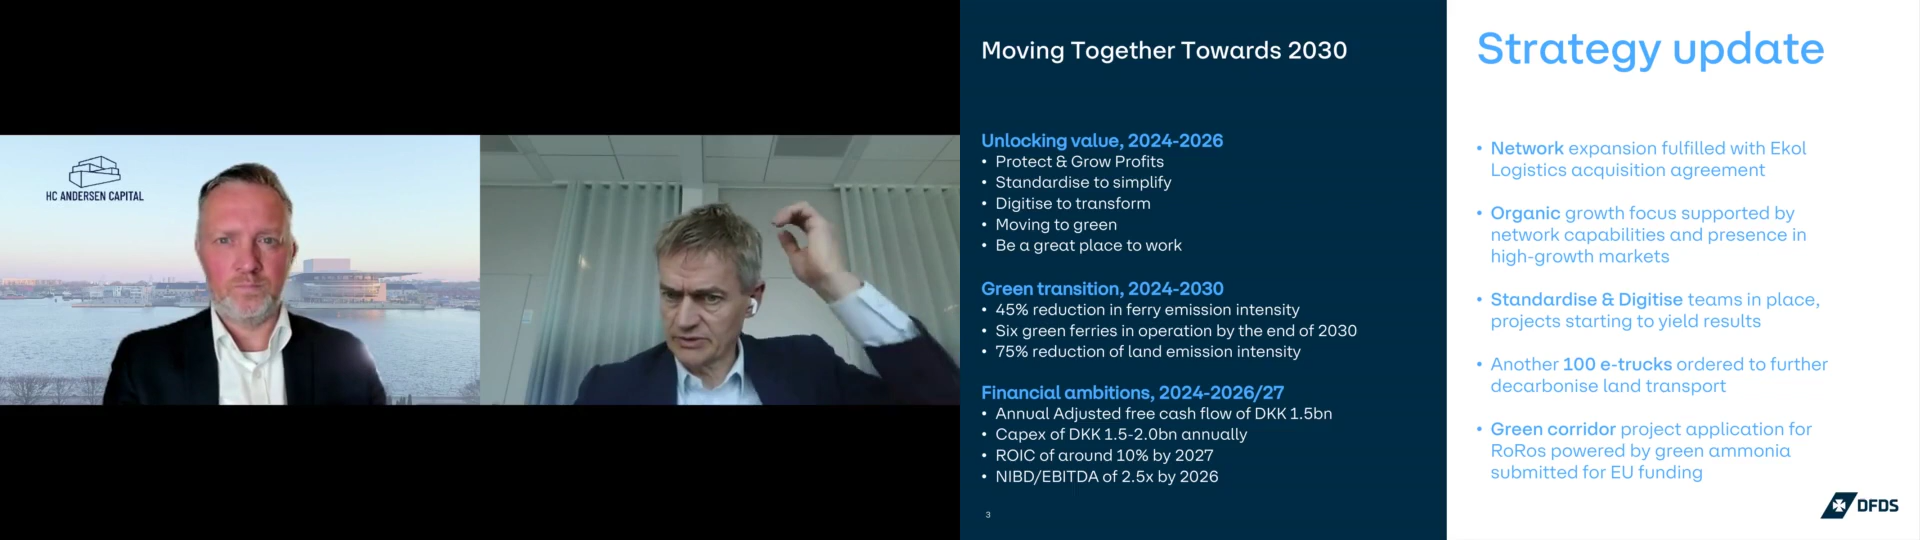 HC ANDERSEN CAPITAL
Moving Together Towards 2030
Unlocking value, 2024-2026
• Protect & Grow Profits
• Standardise to simplify
• Digitise to transform
• Moving to green
• Be a great place to work
Green transition, 2024-2030
• 45% reduction in ferry emission intensity
• Six green ferries in operation by the end of 2030
• 75% reduction of land emission intensity
Financial ambitions, 2024-2026/27
• Annual Adjusted free cash flow of DKK 1.5bn
• Capex of DKK 1.5-2.0bn annually
• ROIC of around 10% by 2027
• NIBD/EBITDA of 2.5x by 2026
3
Strategy update
• Network expansion fulfilled with Ekol
Logistics acquisition agreement
• Organic growth focus supported by
network capabilities and presence in
high-growth markets
• Standardise & Digitise teams in place,
projects starting to yield results
• Another 100 e-trucks ordered to further
decarbonise land transport
• Green corridor project application for
RoRos powered by green ammonia
submitted for EU funding
DFDS